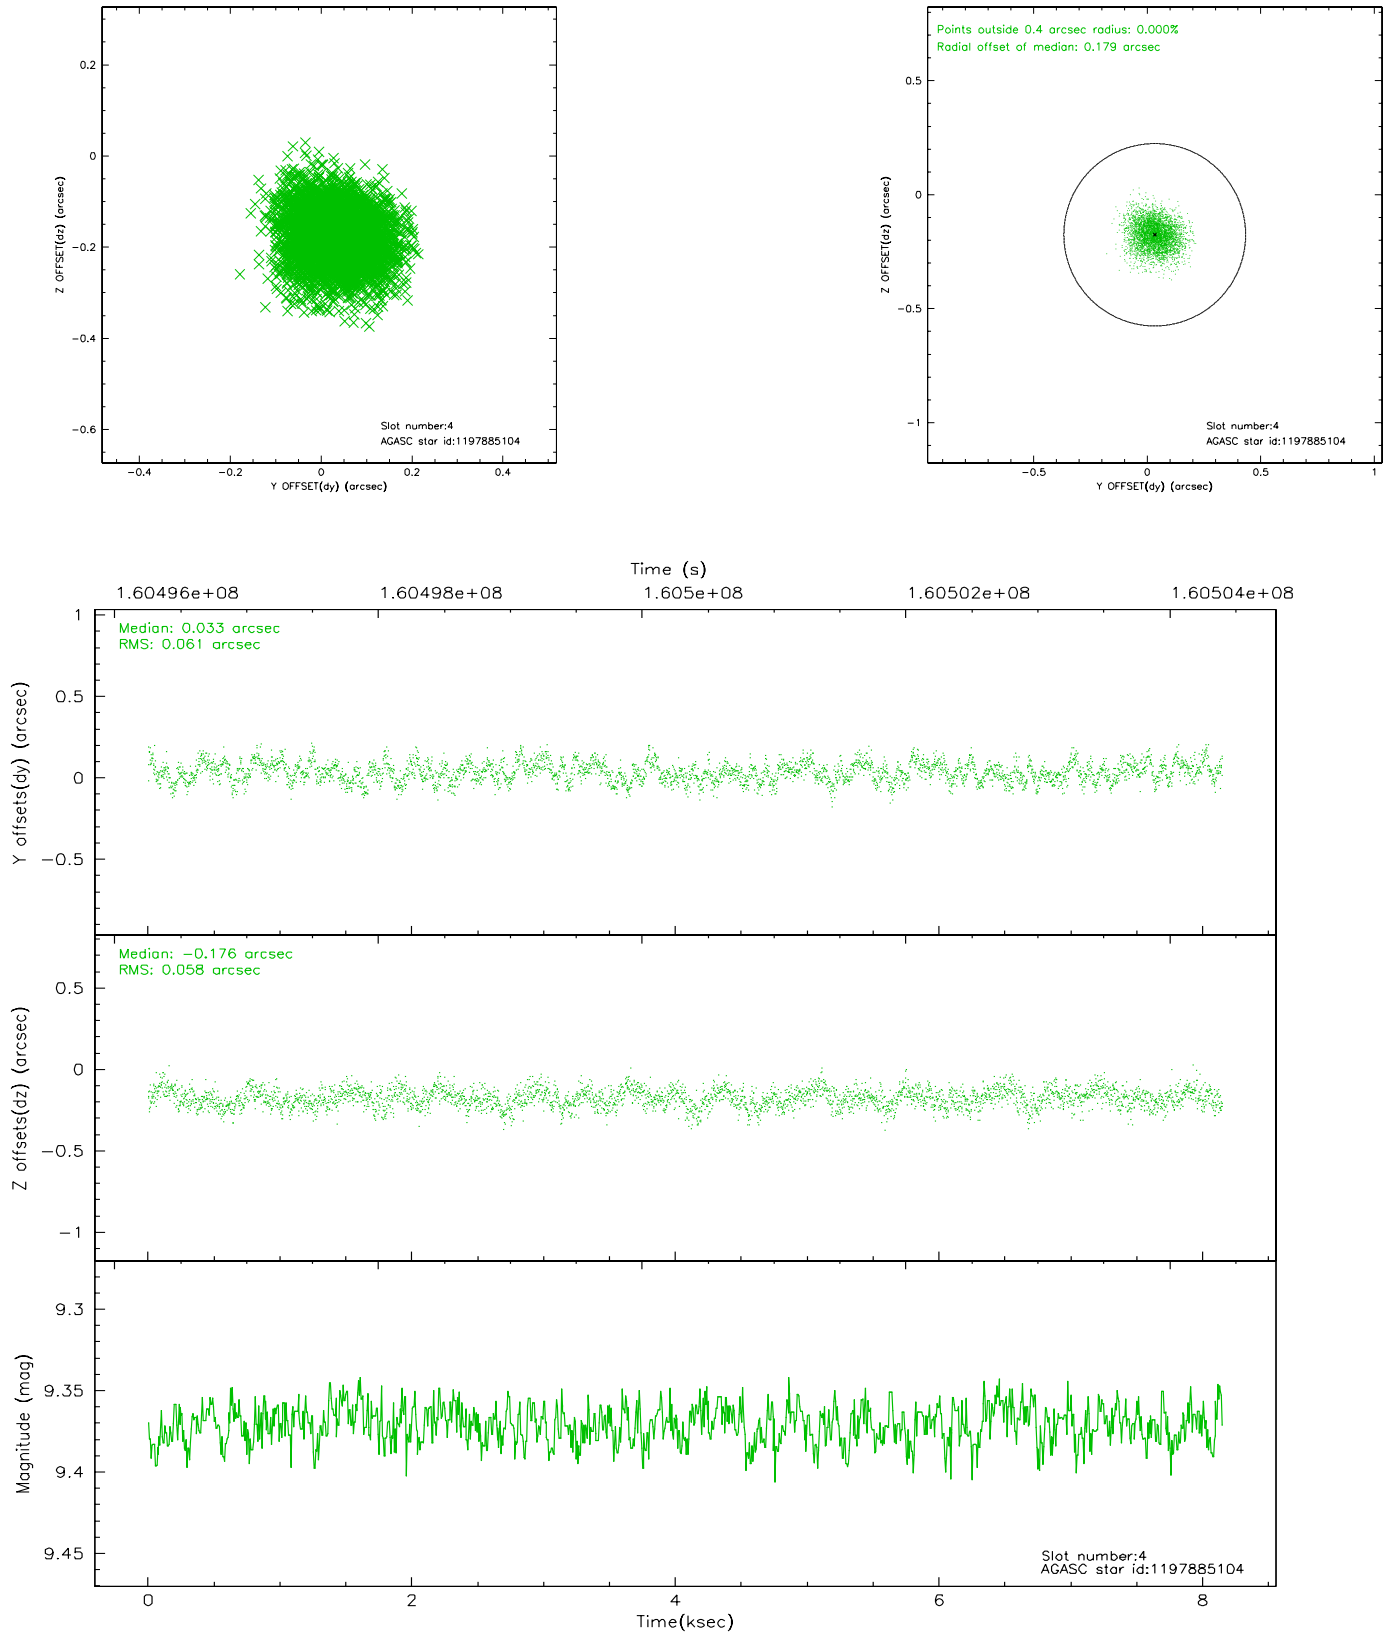 0.2
0
−0.2
−0.4
−0.6
Z OFFSET(dz) (arcsec)
−0.4 −0.2 0 0.2 0.4
Y OFFSET(dy) (arcsec)
Slot number:4
AGASC star id:1197885104
Points outside 0.4 arcsec radius: 0.000%
Radial offset of median: 0.179 arcsec
0.5
0
−0.5
−1
Z OFFSET(dz) (arcsec)
−0.5 0 0.5 1
Y OFFSET(dy) (arcsec)
Slot number:4
AGASC star id:1197885104
Time (s)
1.60496e+08 1.60498e+08 1.605e+08 1.60502e+08 1.60504e+08
Median: 0.033 arcsec
RMS: 0.061 arcsec
1
0.5
0
−0.5
Y offsets(dy) (arcsec)
Median: −0.176 arcsec
RMS: 0.058 arcsec
0.5
0
−0.5
−1
Z offsets(dz) (arcsec)
9.3
9.35
9.4
9.45
Magnitude (mag)
Slot number:4
AGASC star id:1197885104
0 2 4 6 8
Time(ksec)